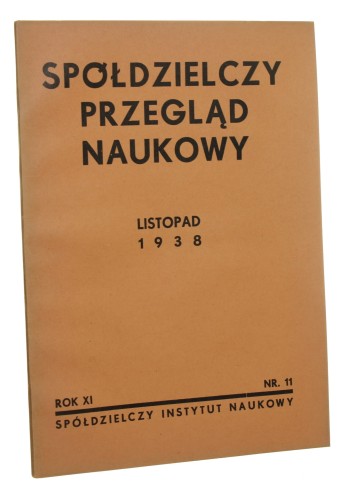 SPÓŁDZIELCZY
PRZEGLĄD
NAUKOWY
LISTOPAD
1938
ROK XI NR. 11
SPÓŁDZIELCZY INSTYTUT NAUKOWY